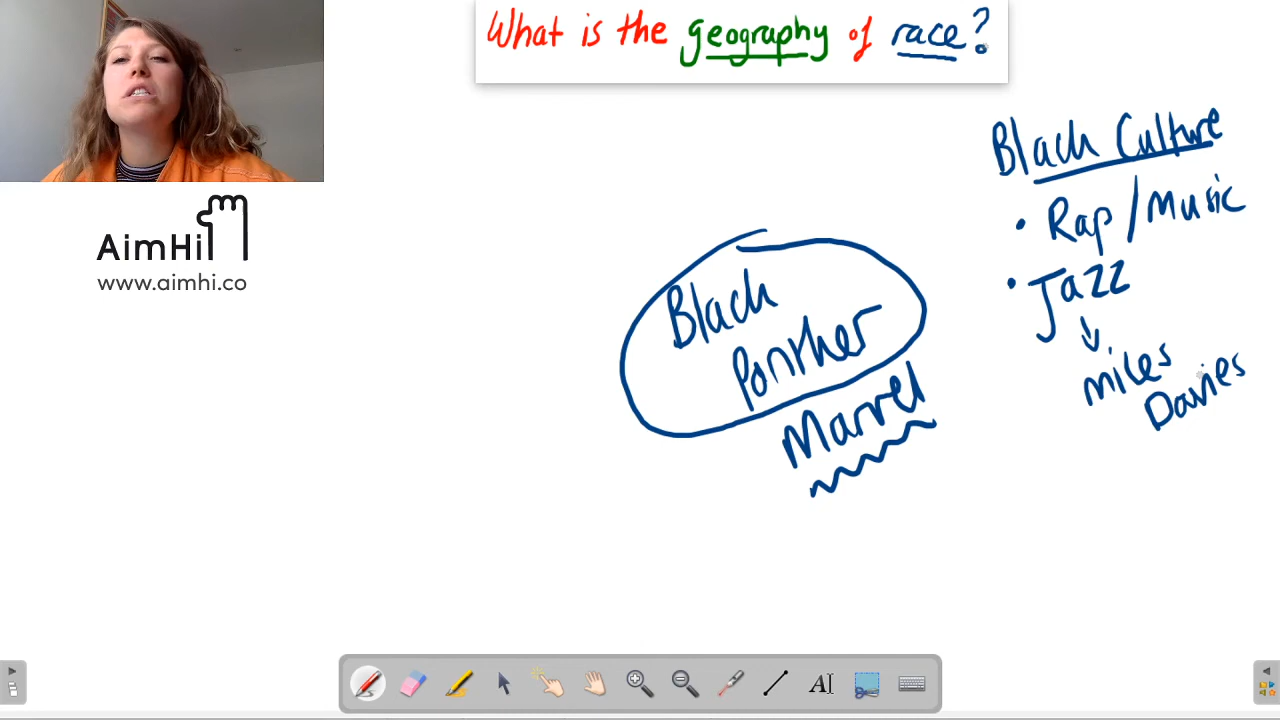 What is the geography of race?
AimHi
www.aimhi.co
Black Culture
• Rap/Music
• Jazz
miles
Davies
Black
Panther
Marvel
AI